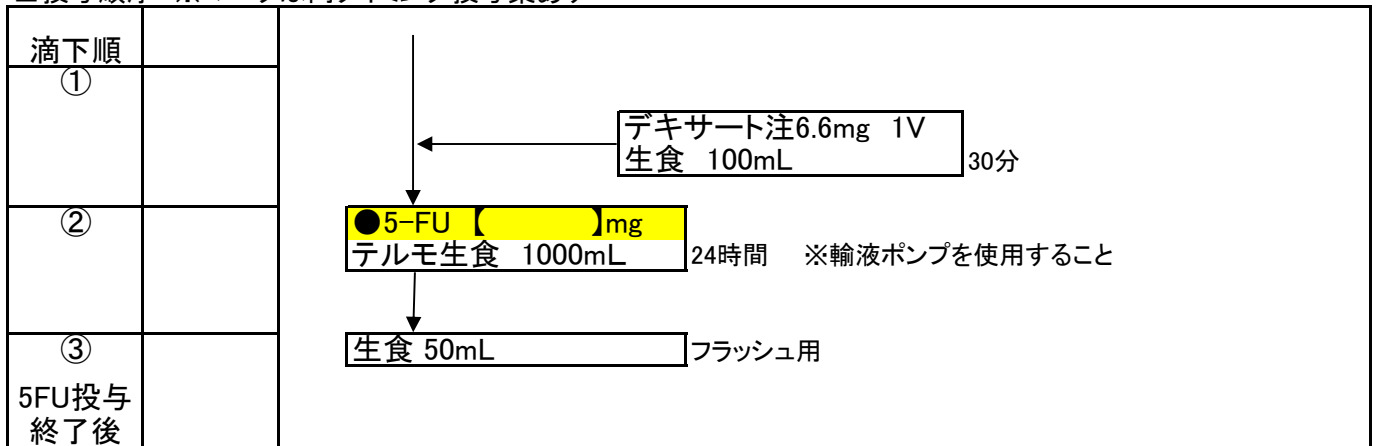 滴下順
①
デキサート注6.6mg 1V
生食 100mL 30分
② ●5-FU 【 】mg
テルモ生食 1000mL 24時間 ※輸液ポンプを使用すること
③ 生食 50mL フラッシュ用
5FU投与
終了後